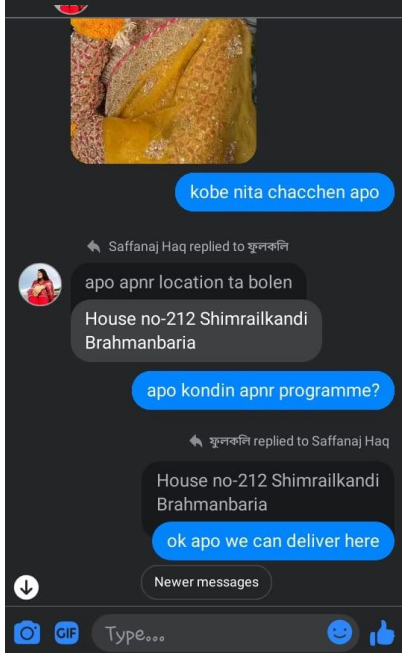 kobe nita chacchen apo
Saffanaj Haq replied to ফুলকলি
apo apnr location ta bolen
House no-212 Shimrailkandi
Brahmanbaria
apo kondin apnr programme?
ফুলকলি replied to Saffanaj Haq
House no-212 Shimrailkandi
Brahmanbaria
ok apo we can deliver here
Newer messages
GIF
Type...